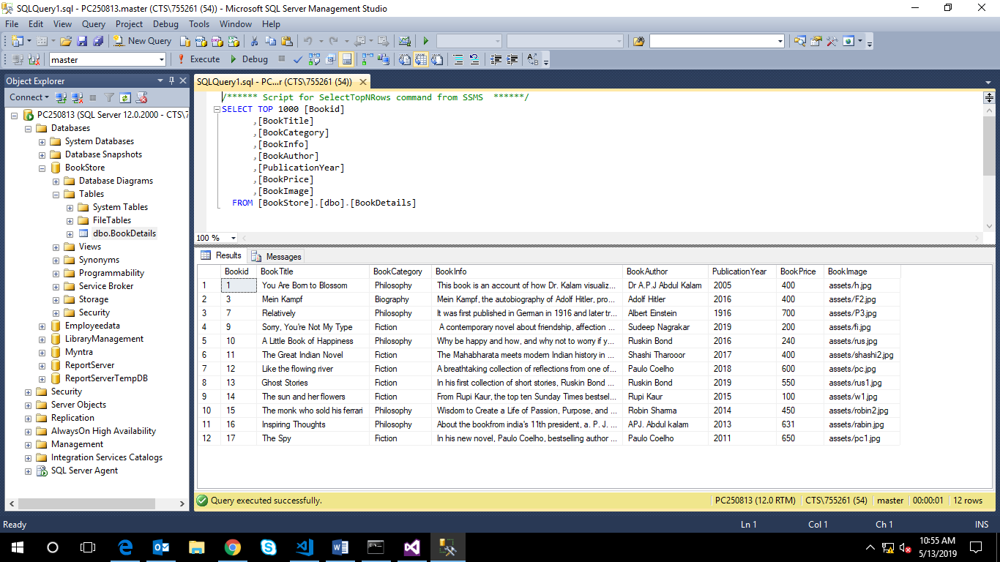 SQLQuery1.sql - PC250813.master (CTS\755261 (54)) - Microsoft SQL Server Management Studio
File Edit View Query Project Debug Tools Window Help
New Query
master Execute Debug
Object Explorer
Connect
PC250813 (SQL Server 12.0.2000 - CTS\7
Databases
System Databases
Database Snapshots
BookStore
Database Diagrams
Tables
System Tables
FileTables
dbo.BookDetails
Views
Synonyms
Programmability
Service Broker
Storage
Security
Employeedata
LibraryManagement
Myntra
ReportServer
ReportServerTempDB
Security
Server Objects
Replication
AlwaysOn High Availability
Management
Integration Services Catalogs
SQL Server Agent
SQLQuery1.sql - PC...r (CTS\755261 (54))
/****** Script for SelectTopNRows command from SSMS ******/
SELECT TOP 1000 [Bookid]
,[BookTitle]
,[BookCategory]
,[BookInfo]
,[BookAuthor]
,[PublicationYear]
,[BookPrice]
,[BookImage]
FROM [BookStore].[dbo].[BookDetails]
100 %
Results Messages
Bookid BookTitle BookCategory BookInfo BookAuthor PublicationYear BookPrice BookImage
1 1 You Are Born to Blossom Philosophy This book is an account of how Dr. Kalam visualiz... Dr A.P.J Abdul Kalam 2005 400 assets/h.jpg
2 3 Mein Kampf Biography Mein Kampf, the autobiography of Adolf Hitler, pro... Adolf Hitler 2016 400 assets/F2.jpg
3 7 Relatively Philosophy It was first published in German in 1916 and later tr... Albert Einstein 1916 700 assets/P3.jpg
4 9 Sorry, You're Not My Type Fiction A contemporary novel about friendship, affection ... Sudeep Nagrakar 2019 200 assets/fi.jpg
5 10 A Little Book of Happiness Philosophy Why be happy and how, and why not to worry if y... Ruskin Bond 2016 240 assets/rus.jpg
6 11 The Great Indian Novel Fiction The Mahabharata meets modern Indian history in ... Shashi Tharooor 2017 400 assets/shashi2.jpg
7 12 Like the flowing river Fiction A breathtaking collection of reflections from one of... Paulo Coelho 2018 600 assets/pc.jpg
8 13 Ghost Stories Fiction In his first collection of short stories, Ruskin Bond ... Ruskin Bond 2019 550 assets/rus1.jpg
9 14 The sun and her flowers Fiction From Rupi Kaur, the top ten Sunday Times bestsel... Rupi Kaur 2015 100 assets/w1.jpg
10 15 The monk who sold his ferrari Philosophy Wisdom to Create a Life of Passion, Purpose, and ... Robin Sharma 2014 450 assets/robin2.jpg
11 16 Inspiring Thoughts Philosophy About the bookfrom india's 11th president, a. P. J. ... APJ. Abdul kalam 2013 631 assets/rabin.jpg
12 17 The Spy Fiction In his new novel, Paulo Coelho, bestselling author ... Paulo Coelho 2011 650 assets/pc1.jpg
Query executed successfully. PC250813 (12.0 RTM) CTS\755261 (54) master 00:00:01 12 rows
Ready Ln 1 Col 1 Ch 1 INS
10:55 AM
5/13/2019